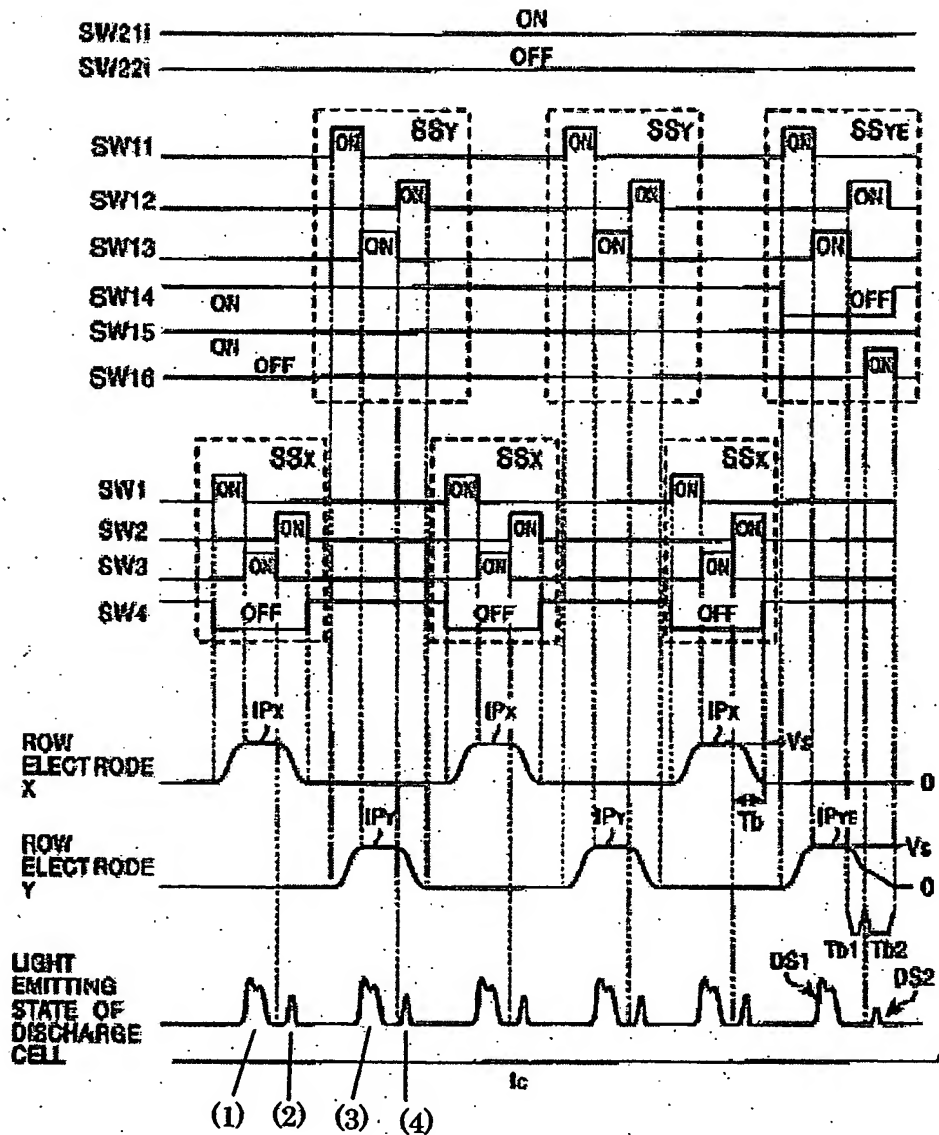 SW21i ON
SW22i OFF
SSY SSY SSYE
SW11 ON ON ON
SW12 ON ON ON
SW13 ON ON ON
SW14 ON OFF
SW15 ON
SW16 OFF ON
SSX SSX SSX
SW1 ON ON ON
SW2 ON ON ON
SW3 ON ON ON
SW4 OFF OFF OFF
ROW ELECTRODE X IPX IPX IPX Vs 0
Tb
ROW ELECTRODE Y IPY IPY IPYE Vs 0
Tb1 Tb2
LIGHT EMITTING STATE OF DISCHARGE CELL DS1 DS2
Ic
(1) (2) (3) (4)